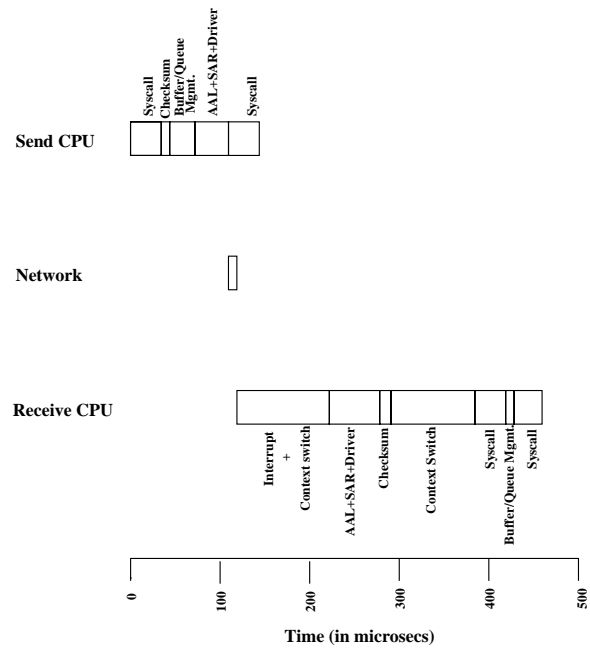 Syscall
Checksum
Buffer/Queue
Mgmt.
AAL+SAR+Driver
Syscall
Send CPU
Network
Receive CPU
Interrupt
+
Context switch
AAL+SAR+Driver
Checksum
Context Switch
Syscall
Buffer/Queue Mgmt.
Syscall
0
100
200
300
400
500
Time (in microsecs)